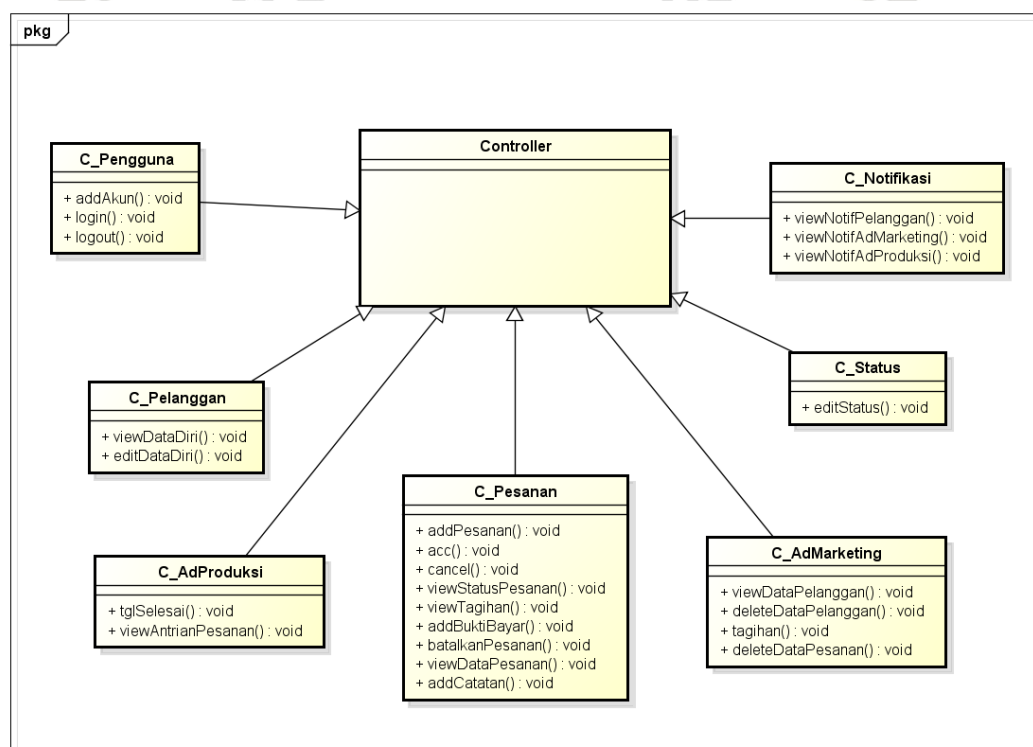 pkg
C_Pengguna
+ addAkun() : void
+ login() : void
+ logout() : void
Controller
C_Notifikasi
+ viewNotifPelanggan() : void
+ viewNotifAdMarketing() : void
+ viewNotifAdProduksi() : void
C_Pelanggan
+ viewDataDiri() : void
+ editDataDiri() : void
C_Status
+ editStatus() : void
C_AdProduksi
+ tglSelesai() : void
+ viewAntrianPesanan() : void
C_Pesanan
+ addPesanan() : void
+ acc() : void
+ cancel() : void
+ viewStatusPesanan() : void
+ viewTagihan() : void
+ addBuktiBayar() : void
+ batalkanPesanan() : void
+ viewDataPesanan() : void
+ addCatatan() : void
C_AdMarketing
+ viewDataPelanggan() : void
+ deleteDataPelanggan() : void
+ tagihan() : void
+ deleteDataPesanan() : void